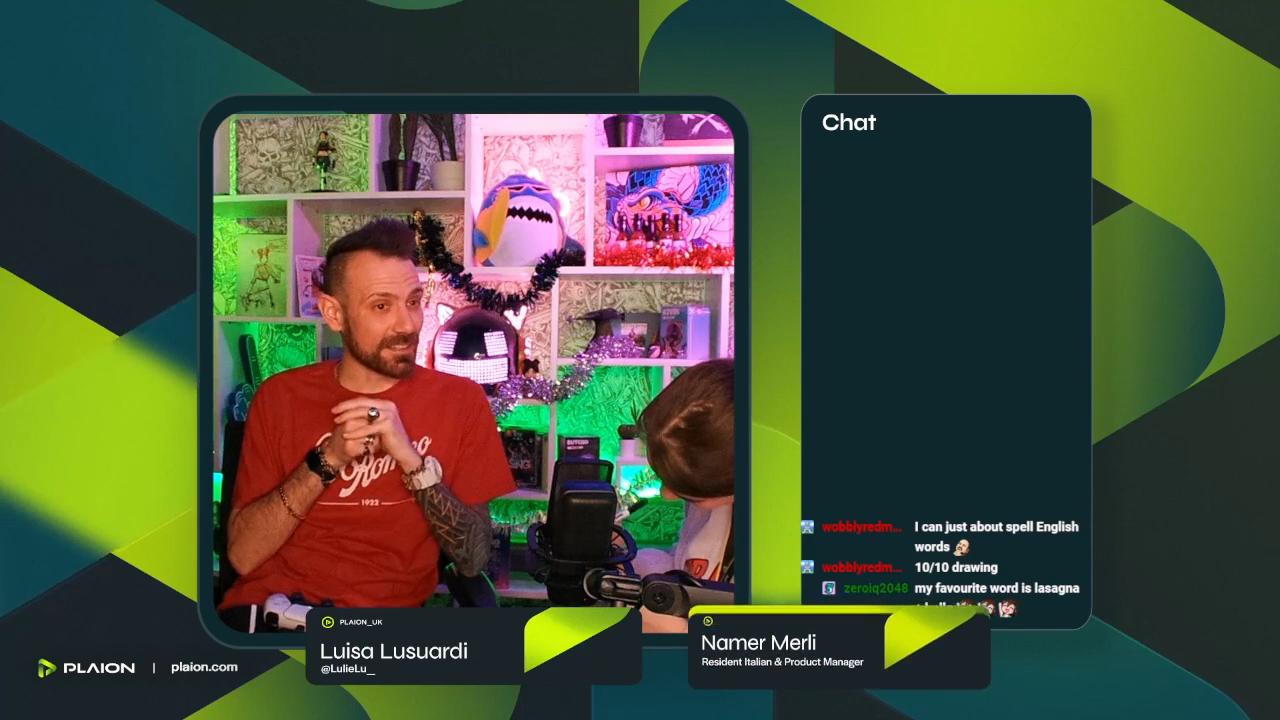 Chat
1922
wobblyredm... I can just about spell English
words
wobblyredm... 10/10 drawing
zeroiq2048 my favourite word is lasagna
PLAION_UK
Luisa Lusuardi
@LulieLu__
Namer Merli
Resident Italian & Product Manager
PLAION | plaion.com